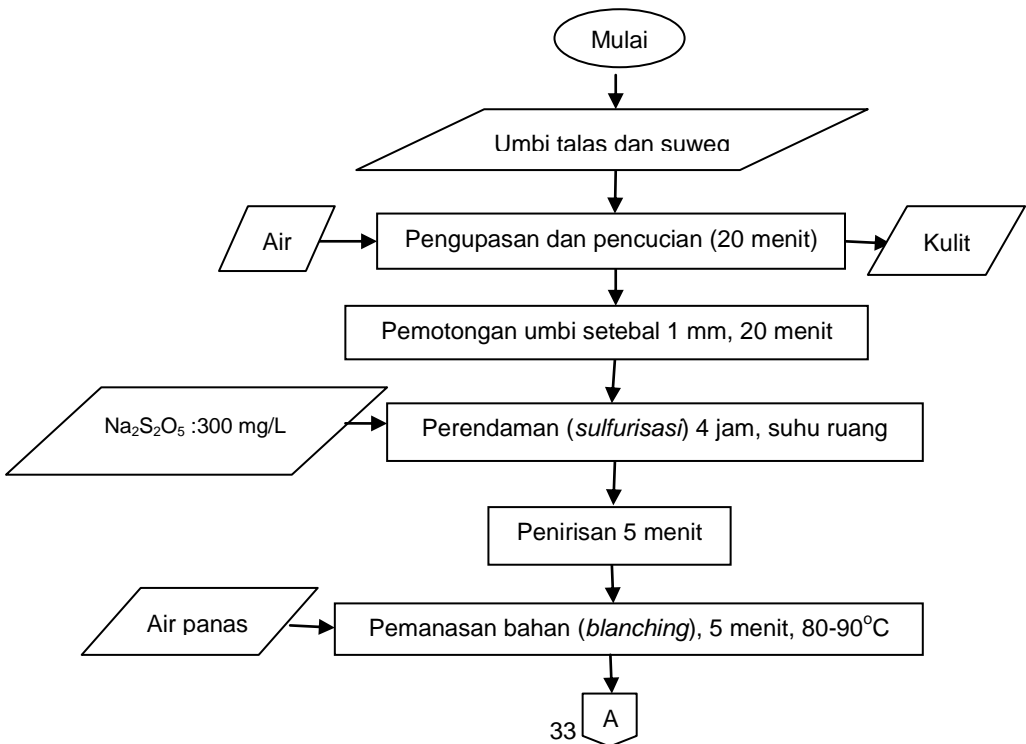 Mulai
Umbi talas dan suweg
Air
Pengupasan dan pencucian (20 menit)
Kulit
Pemotongan umbi setebal 1 mm, 20 menit
Na₂S₂O₅ :300 mg/L
Perendaman (sulfurisasi) 4 jam, suhu ruang
Penirisan 5 menit
Air panas
Pemanasan bahan (blanching), 5 menit, 80-90°C
A
33